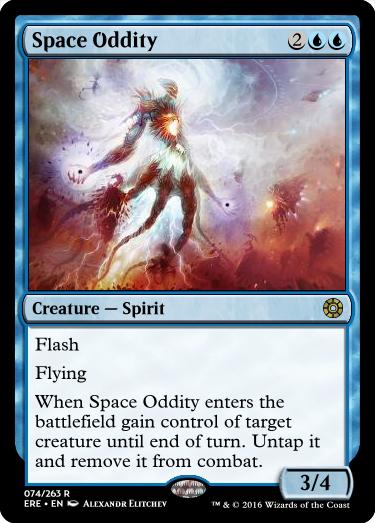 Space Oddity 2
Creature — Spirit
Flash
Flying
When Space Oddity enters the
battlefield gain control of target
creature until end of turn. Untap it
and remove it from combat.
3/4
074/263 R
ERE • EN Alexandr Elitchev ™ & © 2016 Wizards of the Coast